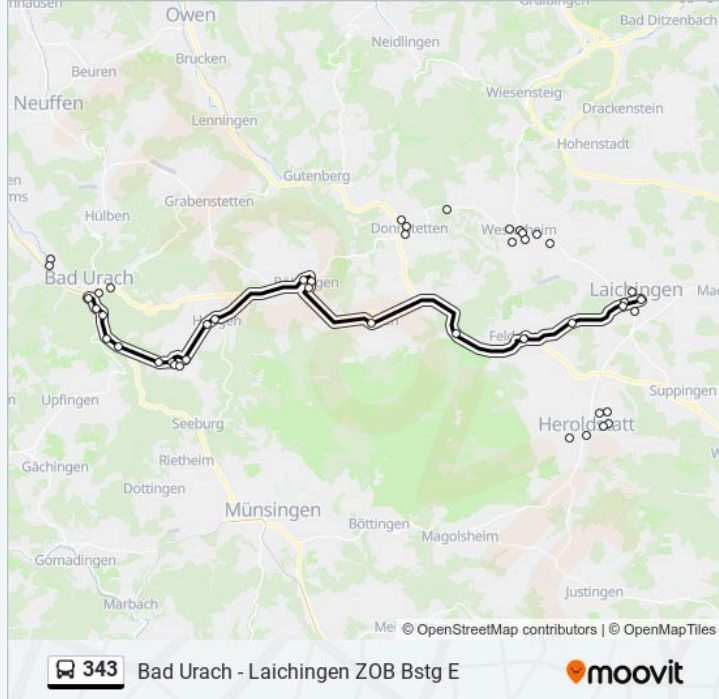 Owen
Bad Ditzenbach
Neidlingen
Brucken
Beuren
Wiesensteig
Neuffen
Drackenstein
Lenningen
Hohenstadt
Gutenberg
Grabenstetten
Hülben
Bad Urach
Laichingen
Suppingen
Upfingen
Seeburg
Gächingen
Rietheim
Dottingen
Münsingen
Böttingen
Magolsheim
Gomadingen
Justingen
Marbach
© OpenStreetMap contributors | © OpenMapTiles
343 Bad Urach - Laichingen ZOB Bstg E
moovit